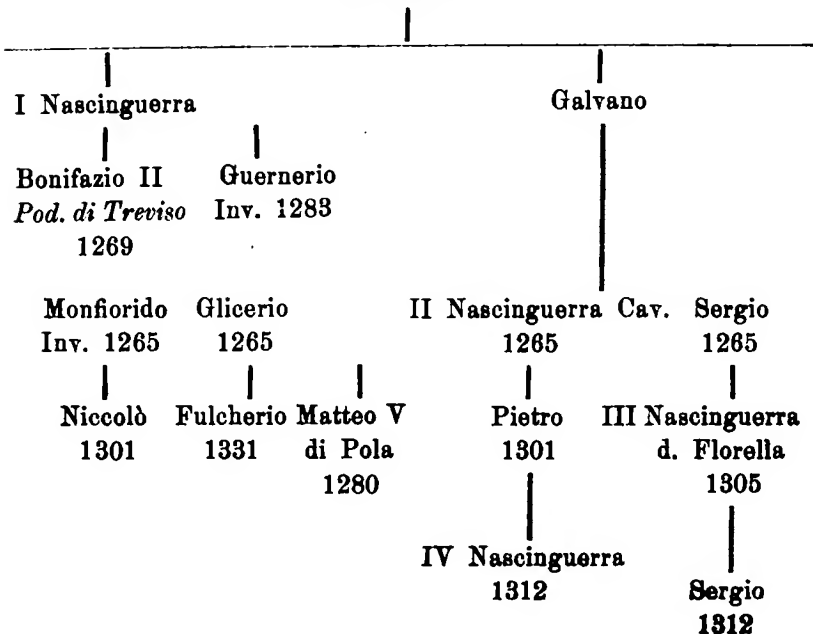 I Nascinguerra
Galvano
Bonifazio II
Pod. di Treviso
1269
Guernerio
Inv. 1283
Monfiorido
Inv. 1265
Glicerio
1265
II Nascinguerra Cav.
1265
Sergio
1265
Niccolò
1301
Fulcherio
1331
Matteo V
di Pola
1280
Pietro
1301
III Nascinguerra
d. Florella
1305
IV Nascinguerra
1312
Sergio
1312